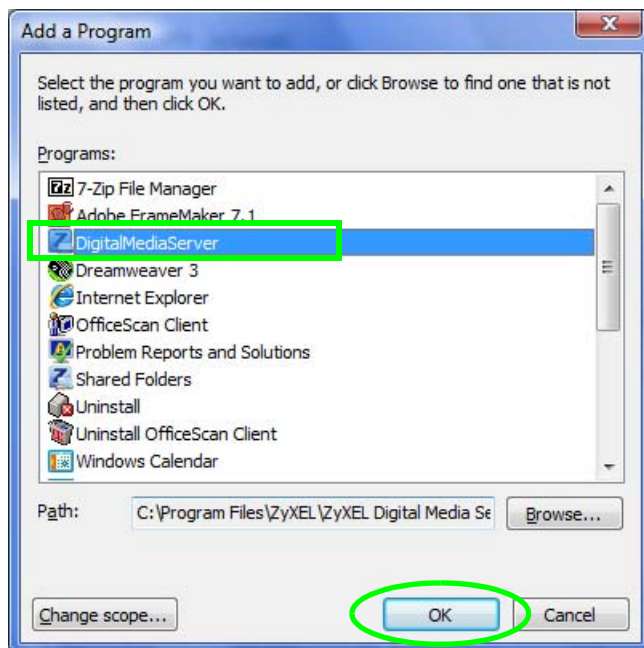 Add a Program
Select the program you want to add, or click Browse to find one that is not
listed, and then click OK.
Programs:
7-Zip File Manager
Adobe FrameMaker 7.1
DigitalMediaServer
Dreamweaver 3
Internet Explorer
OfficeScan Client
Problem Reports and Solutions
Shared Folders
Uninstall
Uninstall OfficeScan Client
Windows Calendar
Path: C:\Program Files\ZyXEL\ZyXEL Digital Media Se Browse...
Change scope... OK Cancel